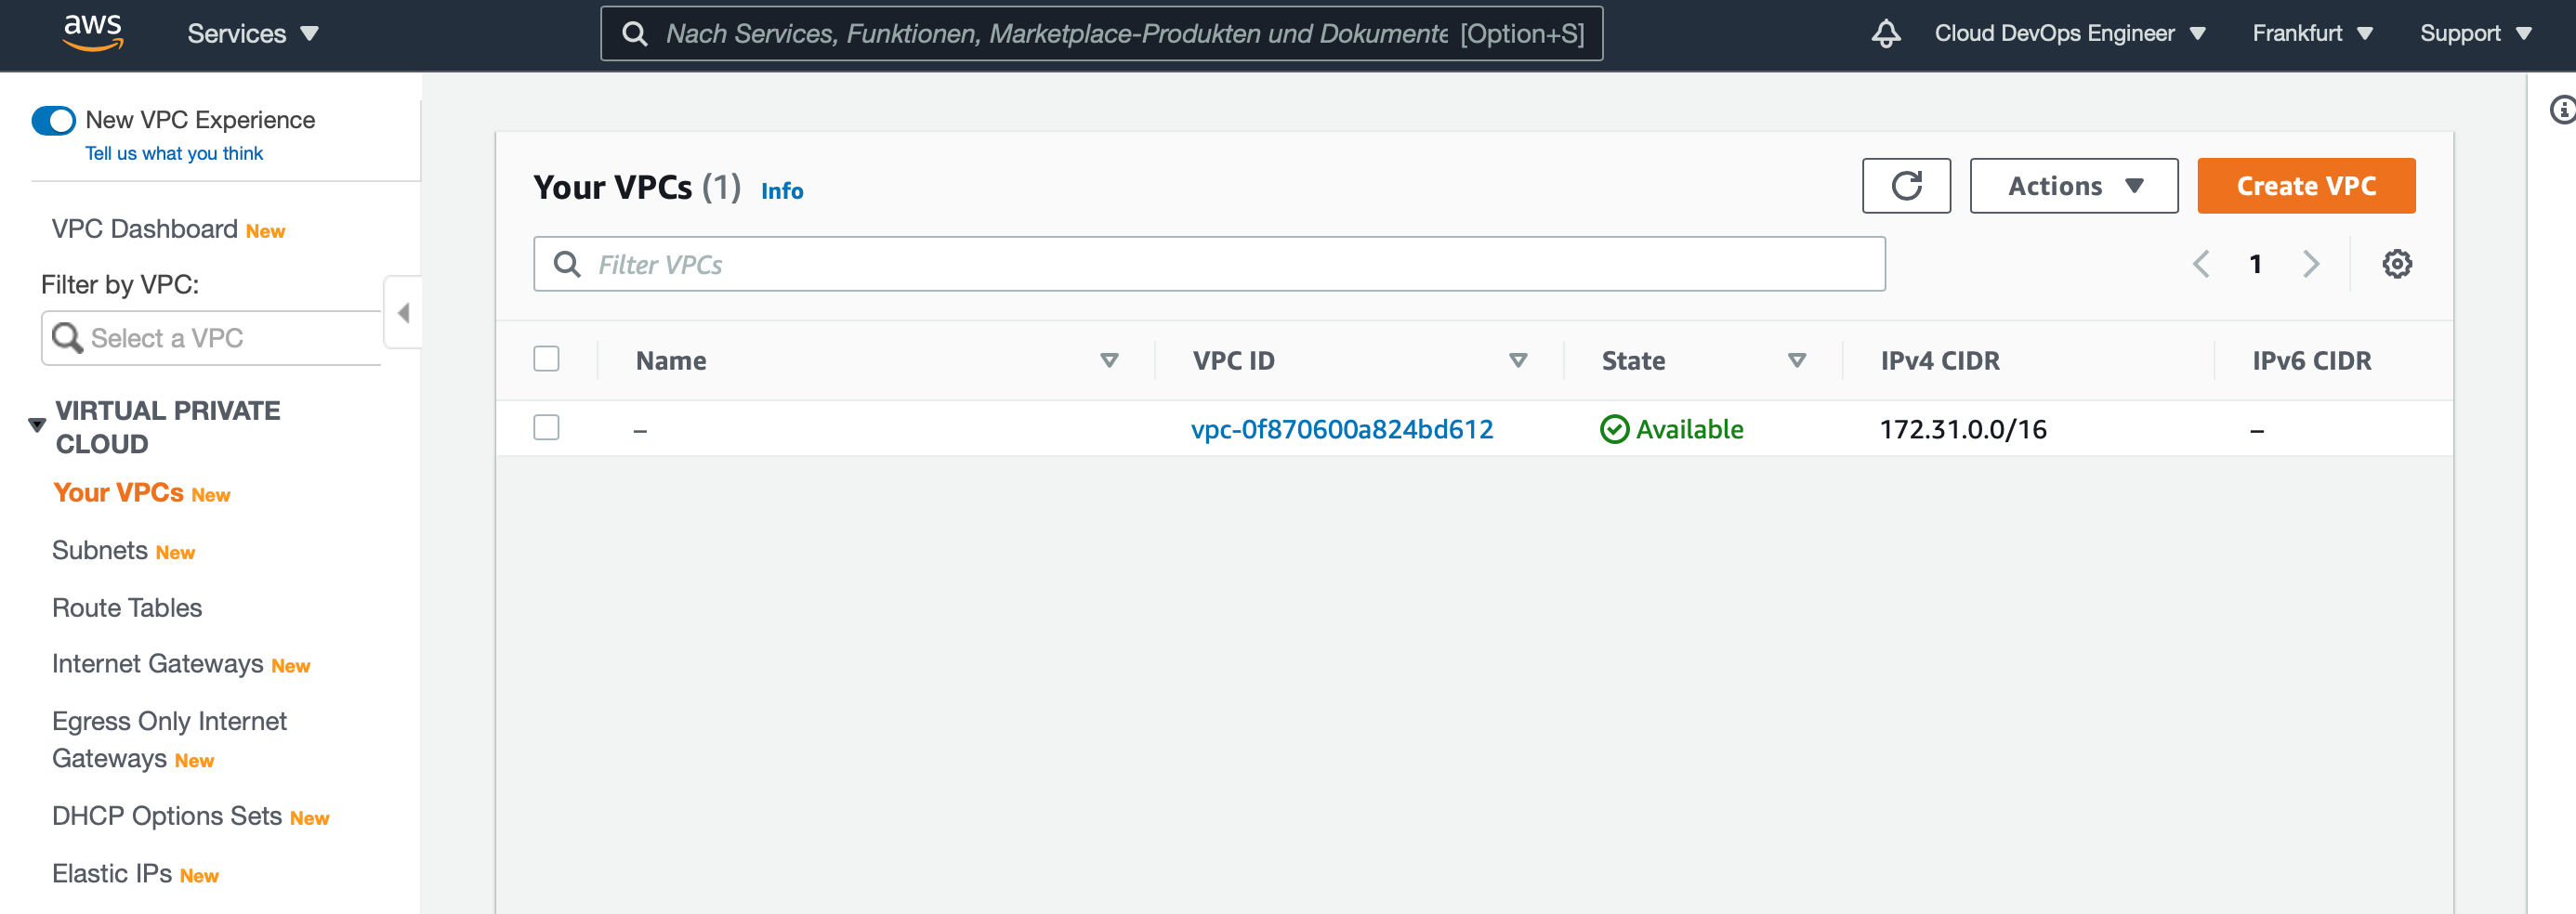 aws Services Nach Services, Funktionen, Marketplace-Produkten und Dokumente [Option+S] Cloud DevOps Engineer Frankfurt Support
New VPC Experience
Tell us what you think
VPC Dashboard New
Filter by VPC:
Select a VPC
VIRTUAL PRIVATE
CLOUD
Your VPCs New
Subnets New
Route Tables
Internet Gateways New
Egress Only Internet
Gateways New
DHCP Options Sets New
Elastic IPs New
Your VPCs (1) Info Actions Create VPC
Filter VPCs 1
Name VPC ID State IPv4 CIDR IPv6 CIDR
– vpc-0f870600a824bd612 Available 172.31.0.0/16 –